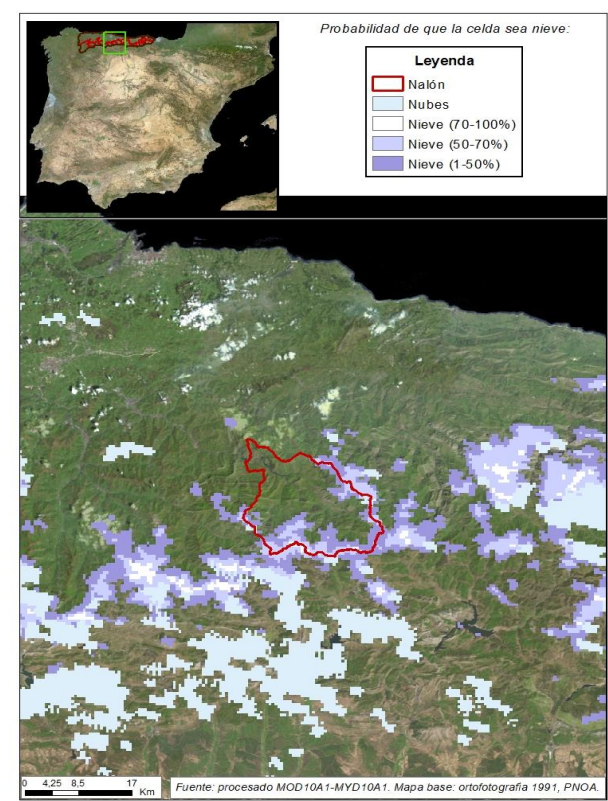 Probabilidad de que la celda sea nieve:
Leyenda
Nalón
Nubes
Nieve (70-100%)
Nieve (50-70%)
Nieve (1-50%)
0 4,25 8,5 17
Km
Fuente: procesado MOD10A1-MYD10A1. Mapa base: ortofotografia 1991, PNOA.